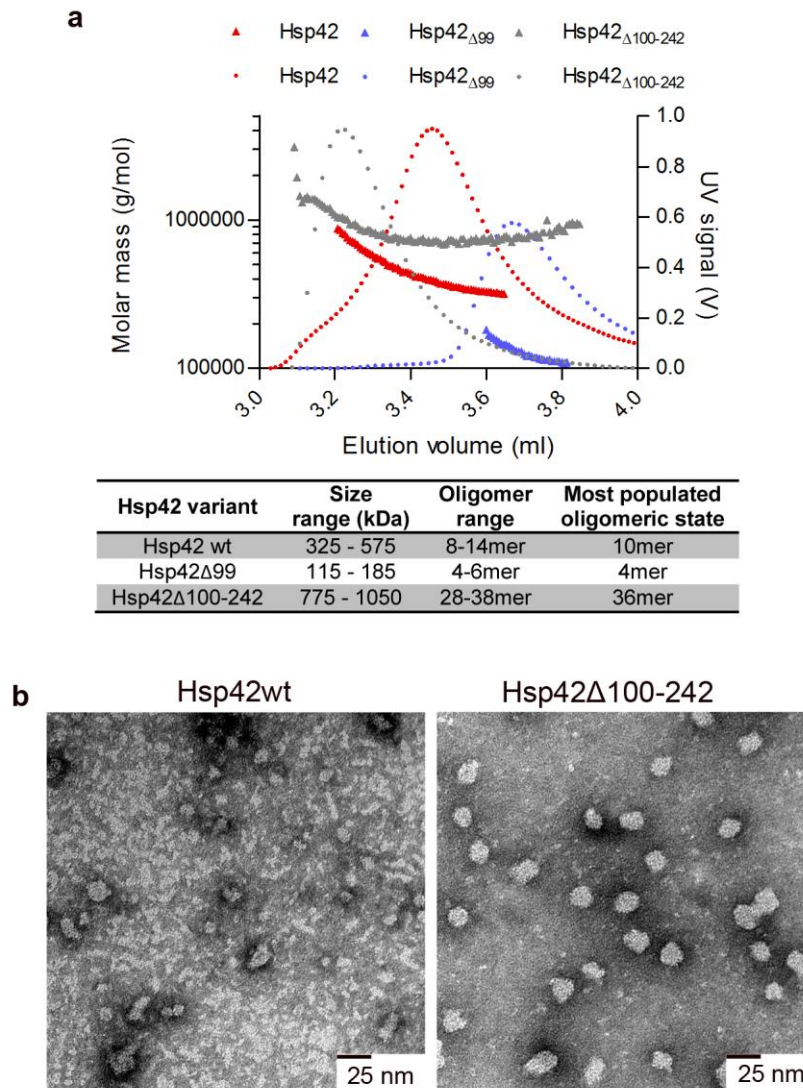 a
Hsp42 Hsp42Δ99 Hsp42Δ100-242
Hsp42 Hsp42Δ99 Hsp42Δ100-242
Molar mass (g/mol)
1000000
100000
1.0
0.8
0.6
0.4
0.2
0.0
UV signal (V)
3.0 3.2 3.4 3.6 3.8 4.0
Elution volume (ml)
Hsp42 variant Size range (kDa) Oligomer range Most populated oligomeric state
Hsp42 wt 325 - 575 8-14mer 10mer
Hsp42Δ99 115 - 185 4-6mer 4mer
Hsp42Δ100-242 775 - 1050 28-38mer 36mer
b
Hsp42wt Hsp42Δ100-242
25 nm 25 nm